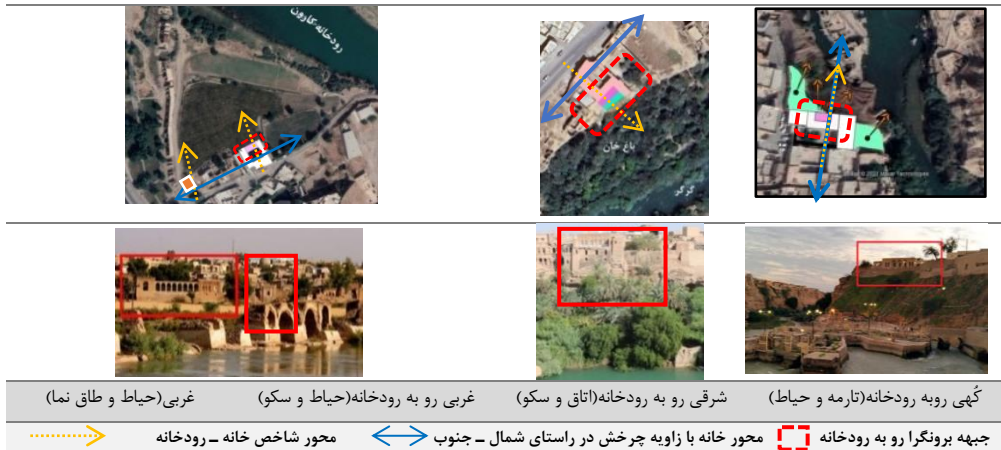 رودخانه کارون
باغ خان
گرگر
کُهی روبه رودخانه(تارمه و حیاط)
شرقی رو به رودخانه(اتاق و سکو)
غربی رو به رودخانه(حیاط و سکو)
غربی(حیاط و طاق نما)
جبهه برونگرا رو به رودخانه
محور خانه با زاویه چرخش در راستای شمال – جنوب
محور شاخص خانه – رودخانه